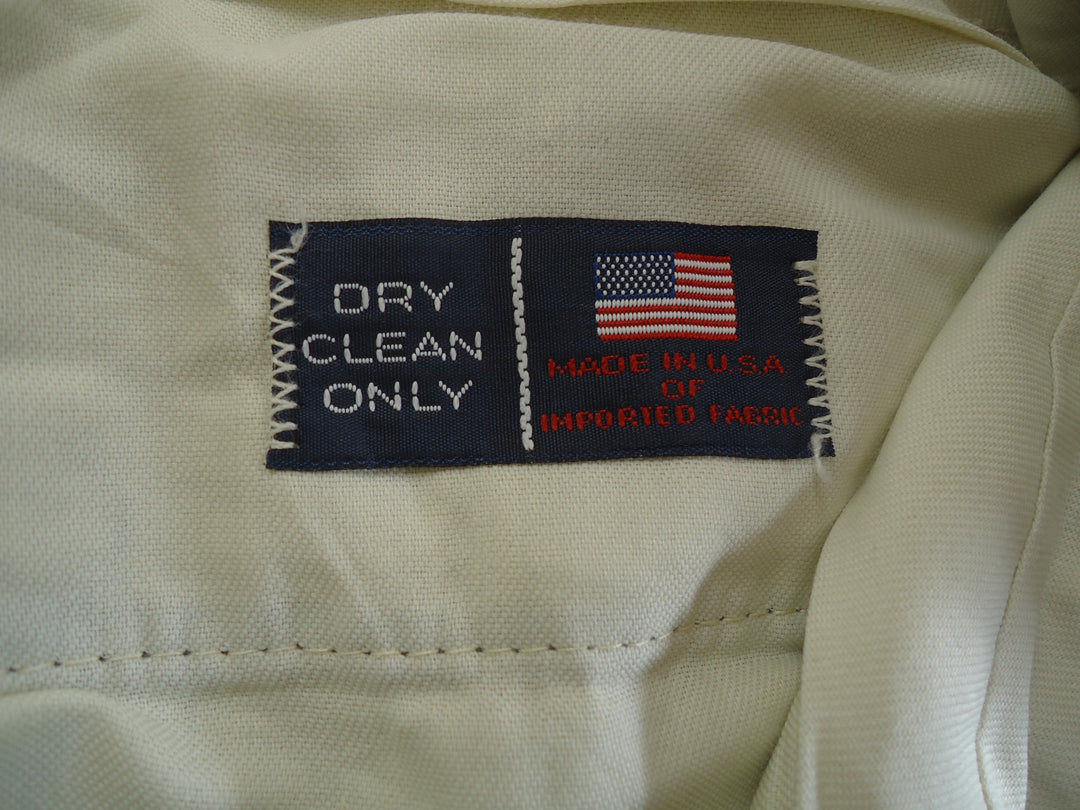 DRY
CLEAN
ONLY
MADE IN U.S.A
OF
IMPORTED FABRIC